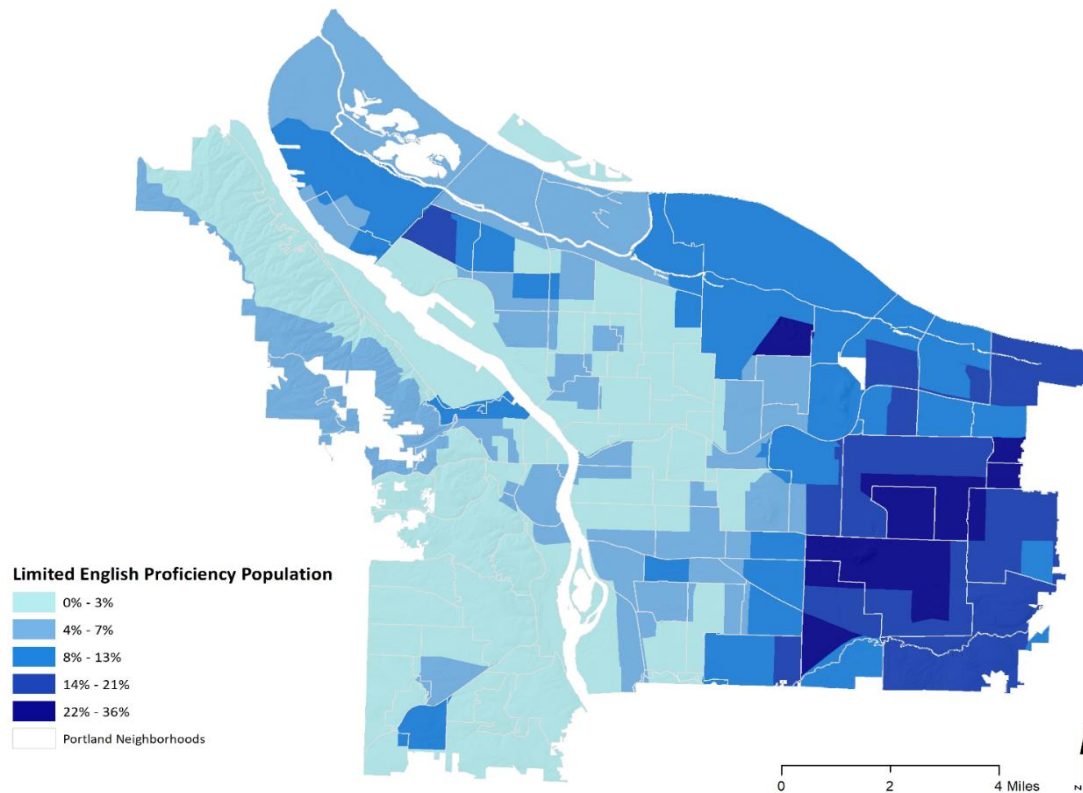 Limited English Proficiency Population
0% - 3%
4% - 7%
8% - 13%
14% - 21%
22% - 36%
Portland Neighborhoods
0 2 4 Miles
N